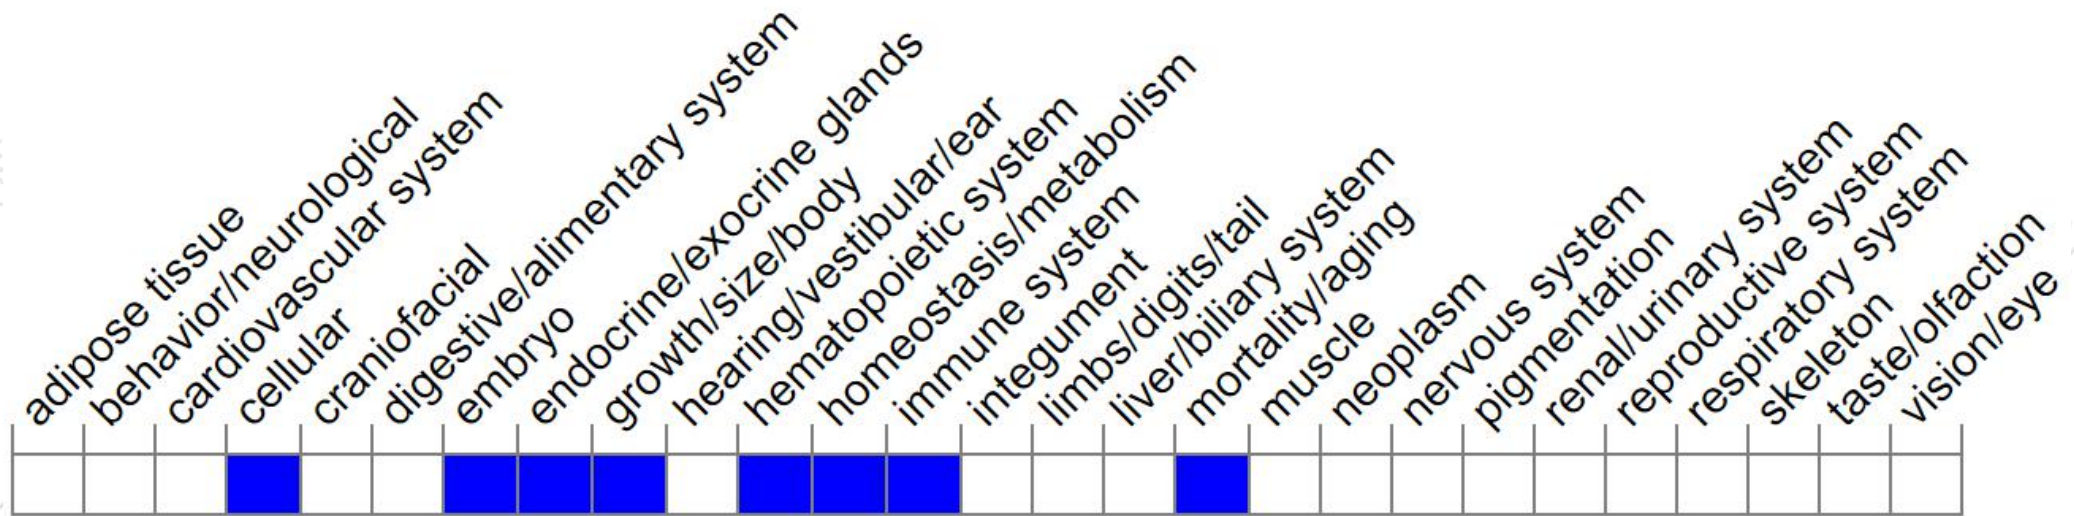 adipose tissue
behavior/neurological
cardiovascular system
cellular
craniofacial
digestive/alimentary system
embryo
endocrine/exocrine glands
growth/size/body
hearing/vestibular/ear
hematopoietic system
homeostasis/metabolism
immune system
integument
limbs/digits/tail
liver/biliary system
mortality/aging
muscle
neoplasm
nervous system
pigmentation
renal/urinary system
reproductive system
respiratory system
skeleton
taste/olfaction
vision/eye